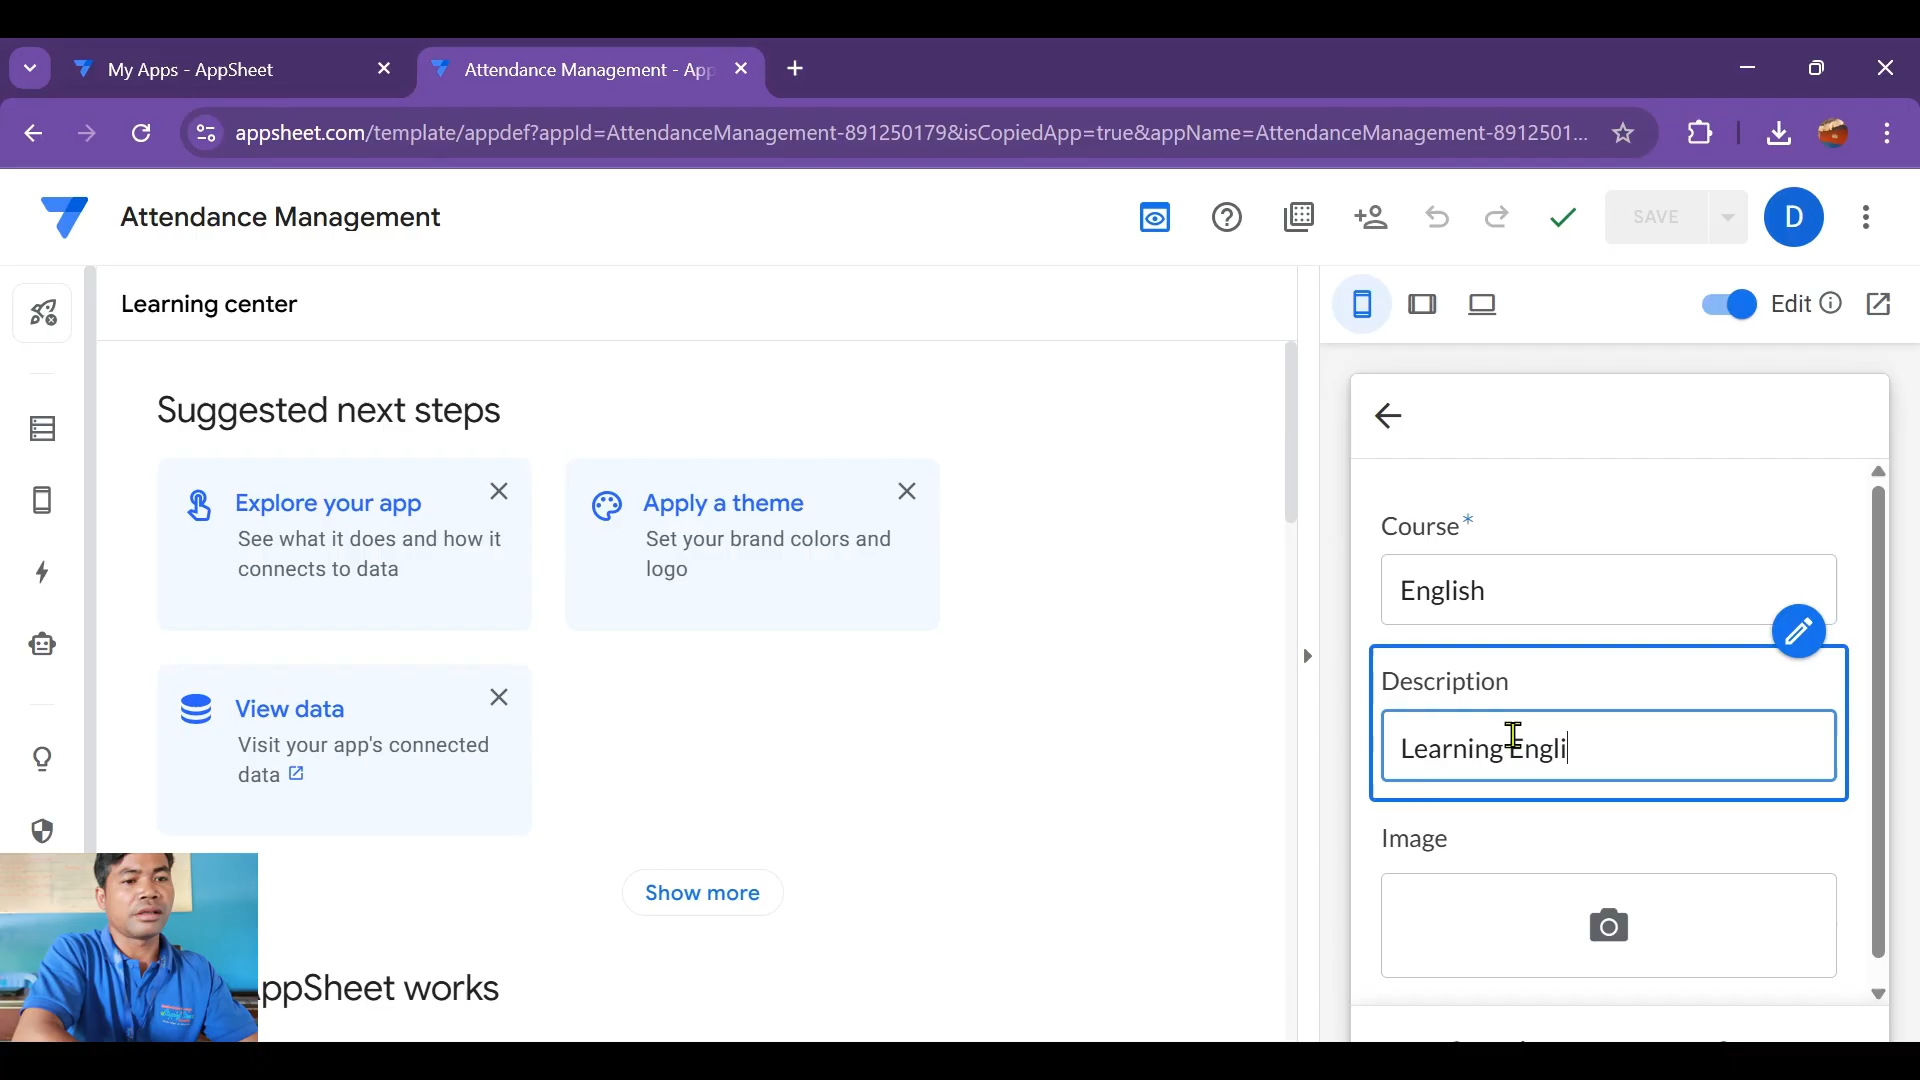 My Apps - AppSheet
Attendance Management - App
appsheet.com/template/appdef?appId=AttendanceManagement-891250179&isCopiedApp=true&appName=AttendanceManagement-8912501...
Attendance Management
SAVE
D
Learning center
Edit
Suggested next steps
Explore your app
See what it does and how it
connects to data
Apply a theme
Set your brand colors and
logo
View data
Visit your app's connected
data
Show more
ppSheet works
Course*
English
Description
Learning Engli
Image